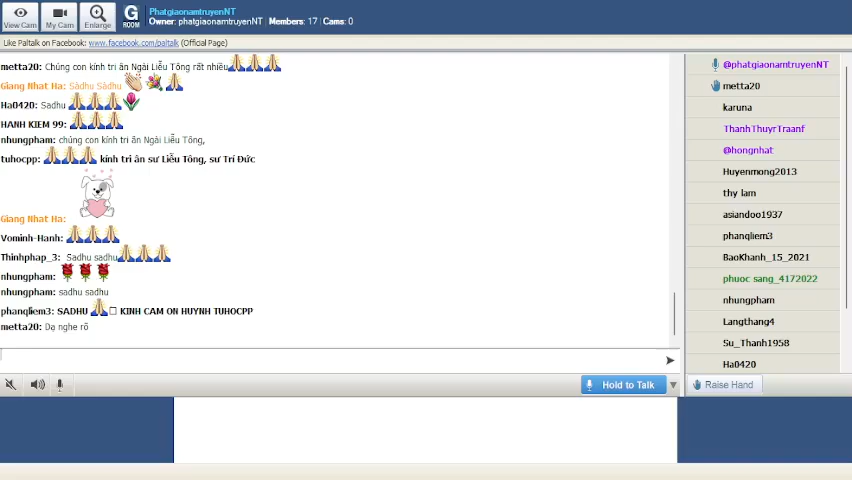 PhatgiaonamtruyenNT
Owner: phatgiaonamtruyenNT | Members: 17 | Cams: 0
View Cam
My Cam
Enlarge
G
ROOM
Like Paltalk on Facebook: www.facebook.com/paltalk (Official Page)
metta20: Chúng con kính tri ân Ngài Liễu Tông rất nhiều
Giang Nhat Ha: Sàdhu Sàdhu
Ha0420: Sadhu
HANH KIEM 99:
nhungpham: chúng con kính tri ân Ngài Liễu Tông,
tuhocpp: kính tri ân sư Liễu Tông, sư Trí Đức
Giang Nhat Ha:
Vominh-Hanh:
Thinhphap_3: Sadhu sadhu
nhungpham:
nhungpham: sadhu sadhu
phanqliem3: SADHU KINH CAM ON HUYNH TUHOCPP
metta20: Dạ nghe rõ
@phatgiaonamtruyenNT
metta20
karuna
ThanhThuyrTraanf
@hongnhat
Huyenmong2013
thy lam
asiandoo1937
phanqliem3
BaoKhanh_15_2021
phuoc sang_4172022
nhungpham
Langthang4
Su_Thanh1958
Ha0420
Hold to Talk
Raise Hand